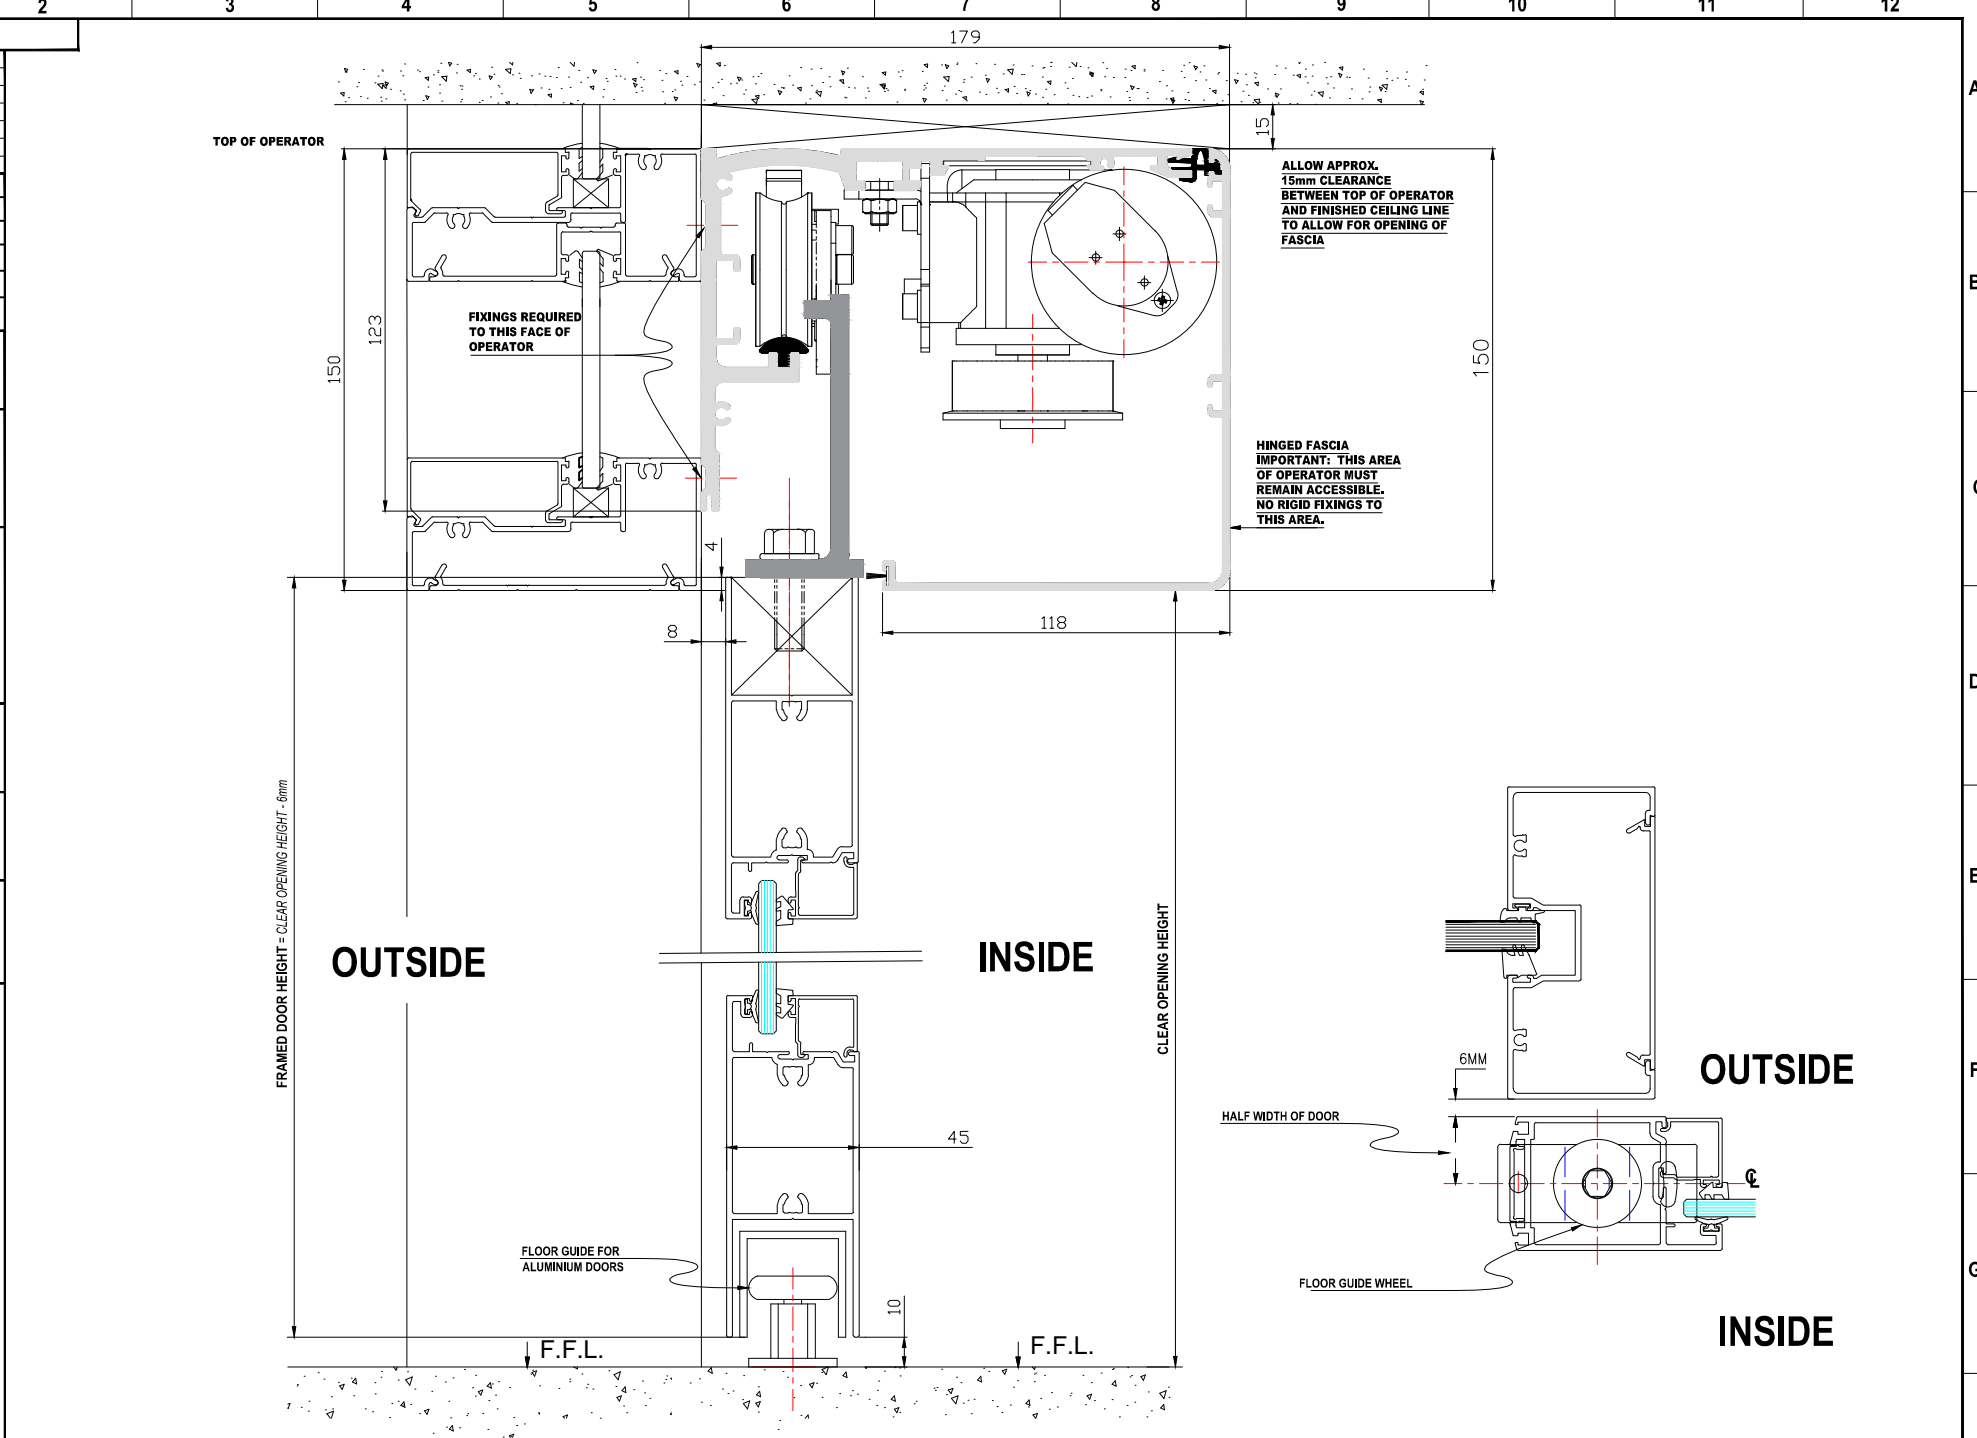 2 3 4 5 6 7 8 9 10 11 12
179
A
TOP OF OPERATOR
15
ALLOW APPROX.
15mm CLEARANCE
BETWEEN TOP OF OPERATOR
AND FINISHED CEILING LINE
TO ALLOW FOR OPENING OF
FASCIA
B
FIXINGS REQUIRED
TO THIS FACE OF
OPERATOR
123
150
150
HINGED FASCIA
IMPORTANT: THIS AREA
OF OPERATOR MUST
REMAIN ACCESSIBLE.
NO RIGID FIXINGS TO
THIS AREA.
C
4
8
118
D
FRAMED DOOR HEIGHT = CLEAR OPENING HEIGHT - 6mm
E
OUTSIDE
INSIDE
CLEAR OPENING HEIGHT
6MM
OUTSIDE
F
HALF WIDTH OF DOOR
45
℄
FLOOR GUIDE FOR
ALUMINIUM DOORS
FLOOR GUIDE WHEEL
G
10
INSIDE
F.F.L.
F.F.L.